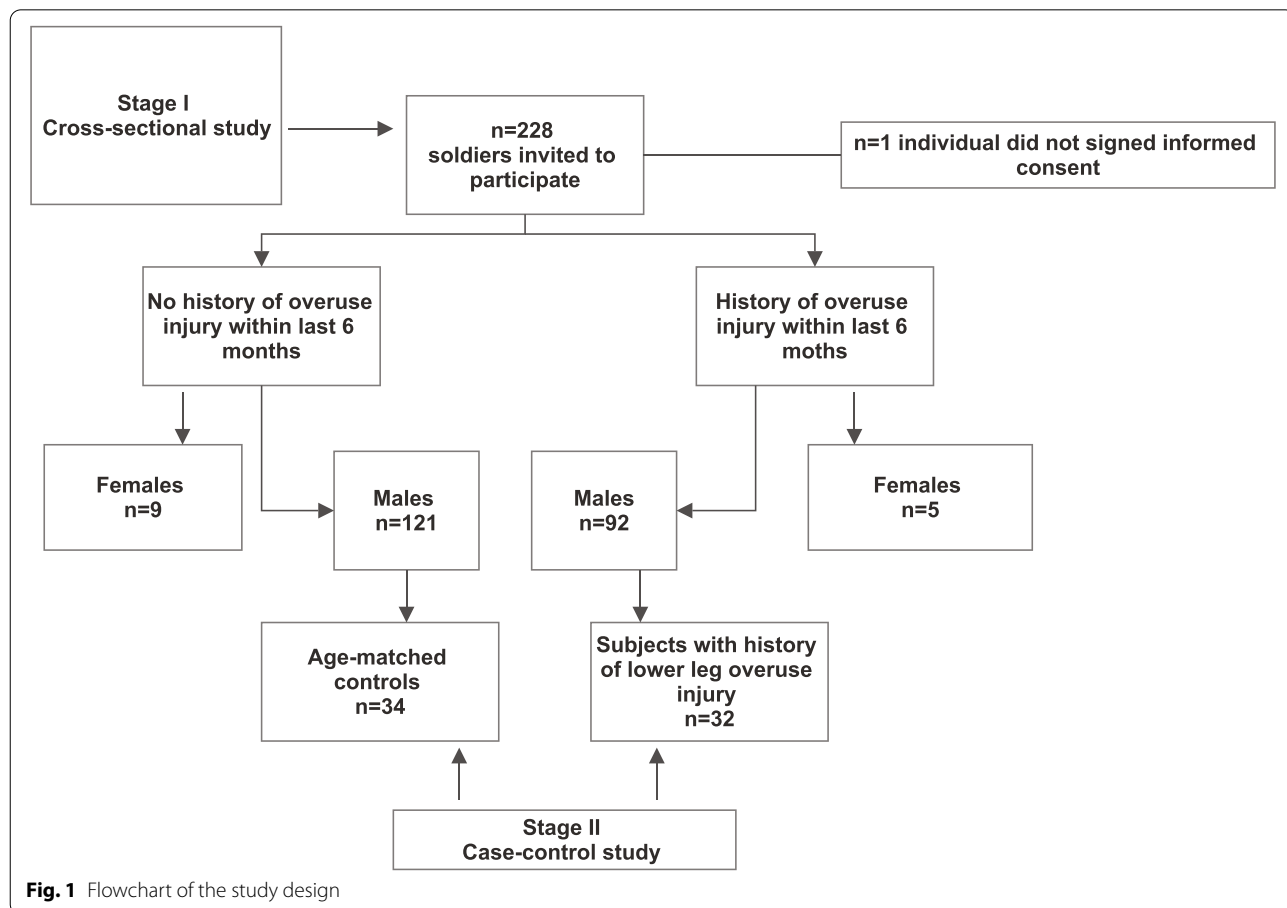 Stage I
Cross-sectional study
n=228
soldiers invited to
participate
n=1 individual did not signed informed
consent
No history of overuse
injury within last 6
months
History of overuse
injury within last 6
moths
Females
n=9
Males
n=121
Males
n=92
Females
n=5
Age-matched
controls
n=34
Subjects with history
of lower leg overuse
injury
n=32
Stage II
Case-control study
Fig. 1 Flowchart of the study design